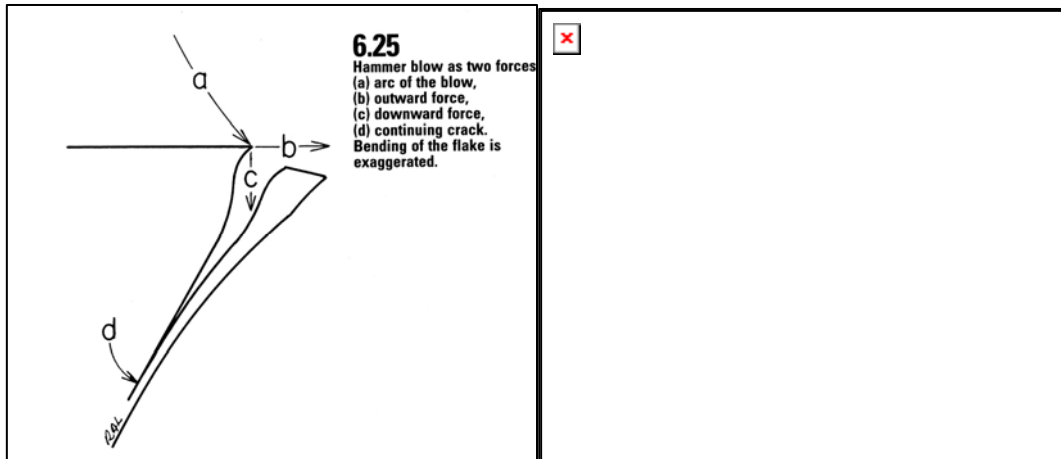 6.25
Hammer blow as two forces
(a) arc of the blow,
(b) outward force,
(c) downward force,
(d) continuing crack.
Bending of the flake is
exaggerated.
a
b
c
d
RAL